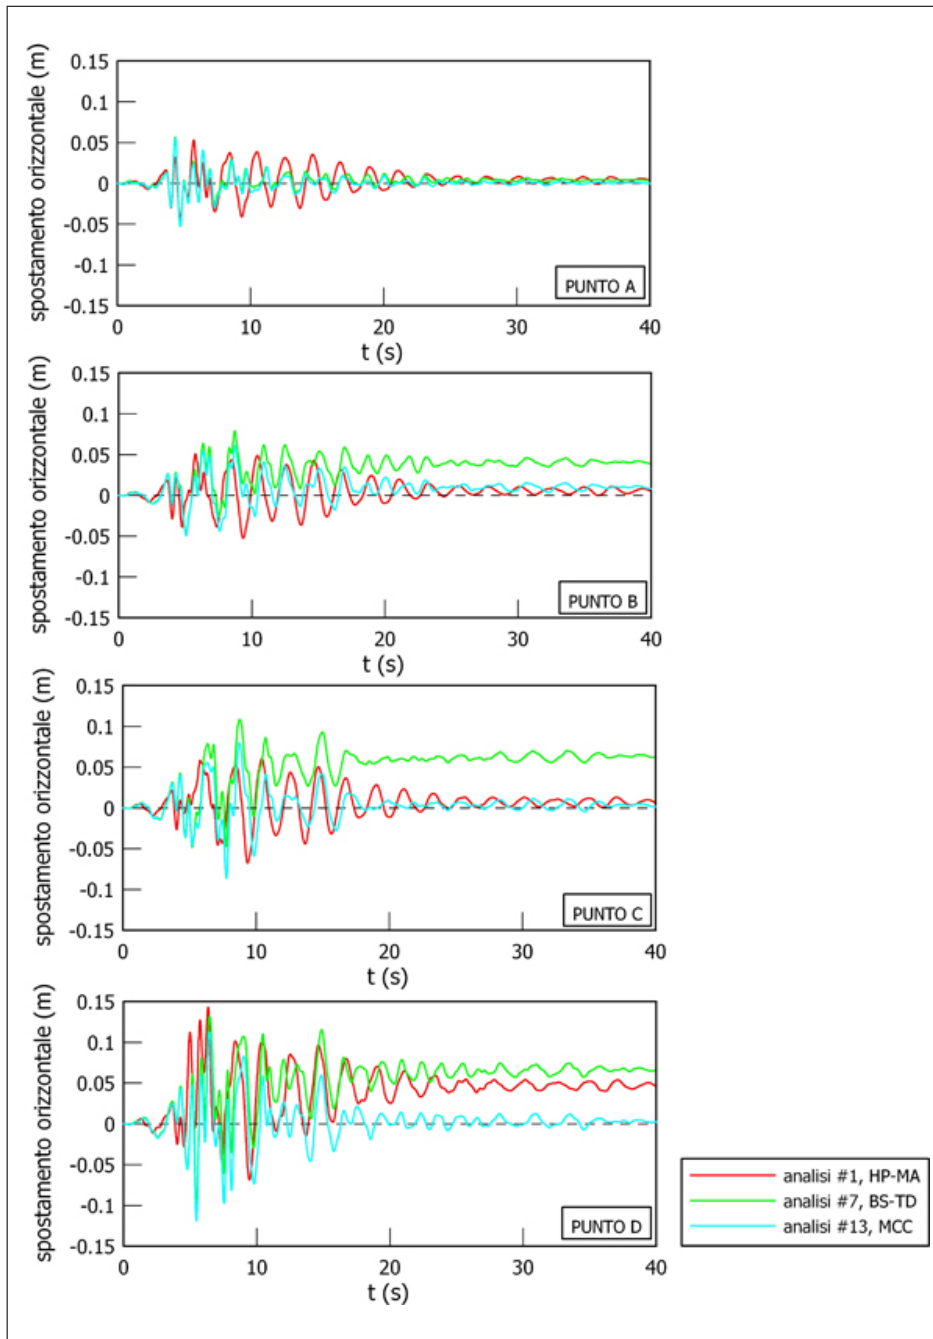 spostamento orizzontale (m)
0.15
0.1
0.05
0
-0.05
-0.1
-0.15
PUNTO A
0 10 20 30 40
t (s)
spostamento orizzontale (m)
0.15
0.1
0.05
0
-0.05
-0.1
-0.15
PUNTO B
0 10 20 30 40
t (s)
spostamento orizzontale (m)
0.15
0.1
0.05
0
-0.05
-0.1
-0.15
PUNTO C
0 10 20 30 40
t (s)
spostamento orizzontale (m)
0.15
0.1
0.05
0
-0.05
-0.1
-0.15
PUNTO D
0 10 20 30 40
t (s)
analisi #1, HP-MA
analisi #7, BS-TD
analisi #13, MCC